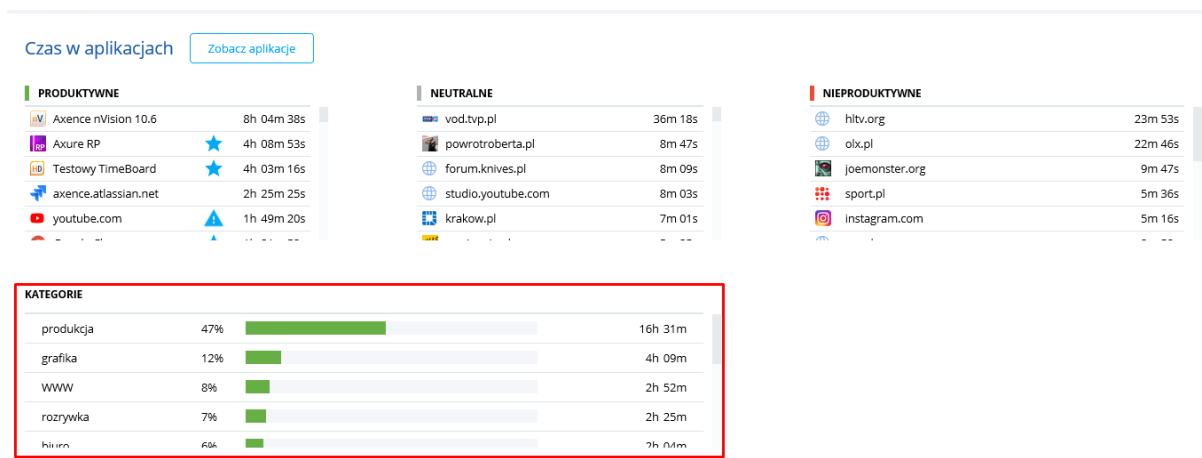 Czas w aplikacjach Zobacz aplikacje
PRODUKTYWNE
Axence nVision 10.6 8h 04m 38s
Axure RP 4h 08m 53s
Testowy TimeBoard 4h 03m 16s
axence.atlassian.net 2h 25m 25s
youtube.com 1h 49m 20s
NEUTRALNE
vod.tvp.pl 36m 18s
powrotroberta.pl 8m 47s
forum.knives.pl 8m 09s
studio.youtube.com 8m 03s
krakow.pl 7m 01s
NIEPRODUKTYWNE
hltv.org 23m 53s
olx.pl 22m 46s
joemonster.org 9m 47s
sport.pl 5m 36s
instagram.com 5m 16s
KATEGORIE
produkcja 47% 16h 31m
grafika 12% 4h 09m
WWW 8% 2h 52m
rozrywka 7% 2h 25m
biuro 6% 2h 04m